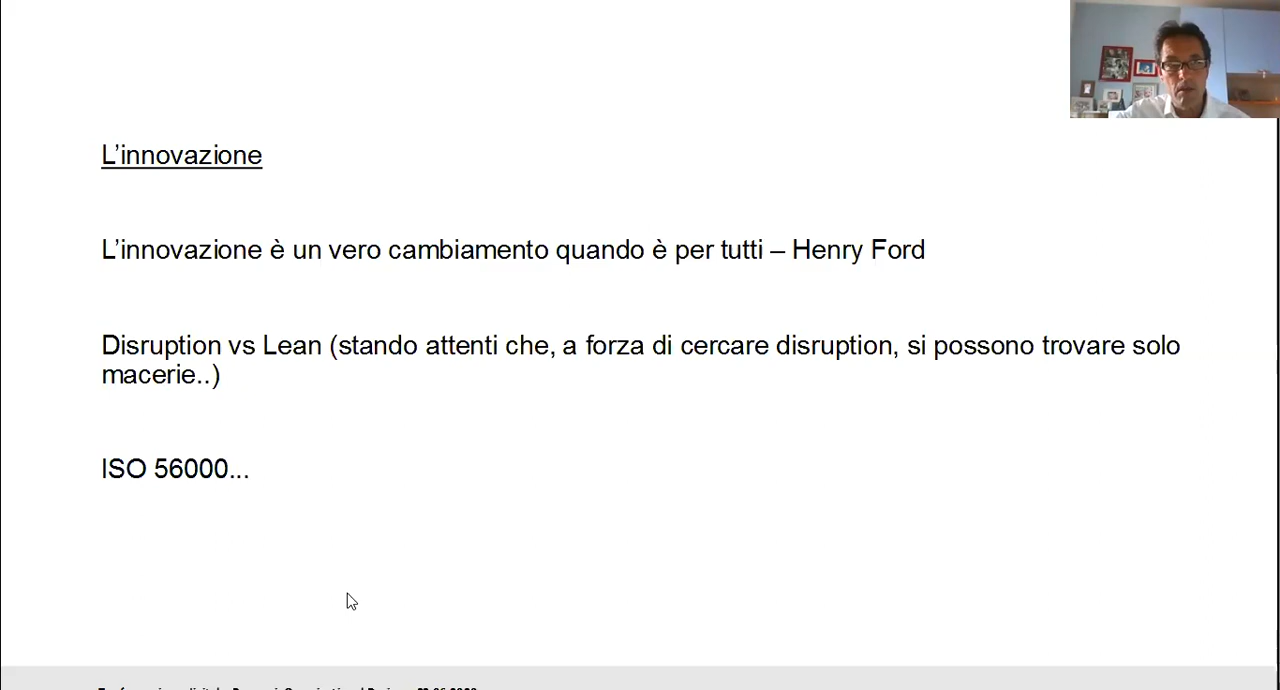 L’innovazione
L’innovazione è un vero cambiamento quando è per tutti – Henry Ford
Disruption vs Lean (stando attenti che, a forza di cercare disruption, si possono trovare solo
macerie..)
ISO 56000...